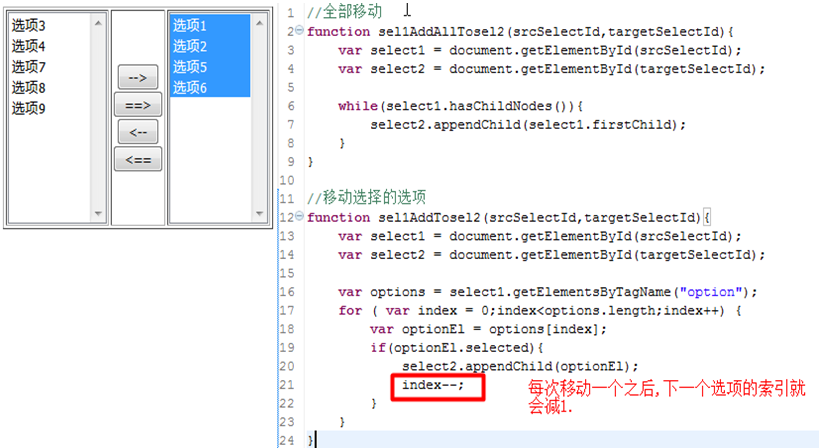 选项3
选项4
选项7
选项8
选项9
-->
==>
<--
<==
选项1
选项2
选项5
选项6
1 //全部移动
2 function sel1AddAllTosel2(srcSelectId,targetSelectId){
3 var select1 = document.getElementById(srcSelectId);
4 var select2 = document.getElementById(targetSelectId);
5
6 while(select1.hasChildNodes()){
7 select2.appendChild(select1.firstChild);
8 }
9 }
10
11 //移动选择的选项
12 function sel1AddTosel2(srcSelectId,targetSelectId){
13 var select1 = document.getElementById(srcSelectId);
14 var select2 = document.getElementById(targetSelectId);
15
16 var options = select1.getElementsByTagName("option");
17 for ( var index = 0;index<options.length;index++) {
18 var optionEl = options[index];
19 if(optionEl.selected){
20 select2.appendChild(optionEl);
21 index--;
22 }
23 }
24 }
每次移动一个之后,下一个选项的索引就
会减1.